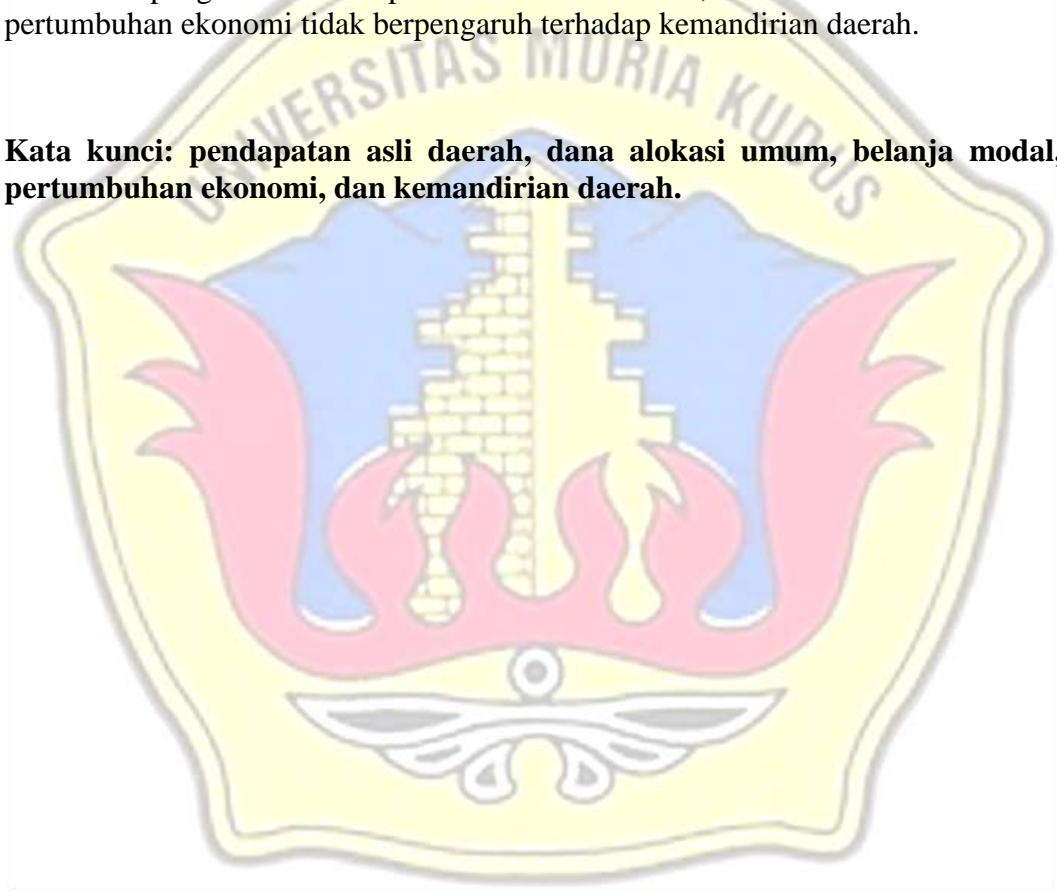 pertumbuhan ekonomi tidak berpengaruh terhadap kemandirian daerah.
UNIVERSITAS MURIA KUDUS
Kata kunci: pendapatan asli daerah, dana alokasi umum, belanja modal,
pertumbuhan ekonomi, dan kemandirian daerah.